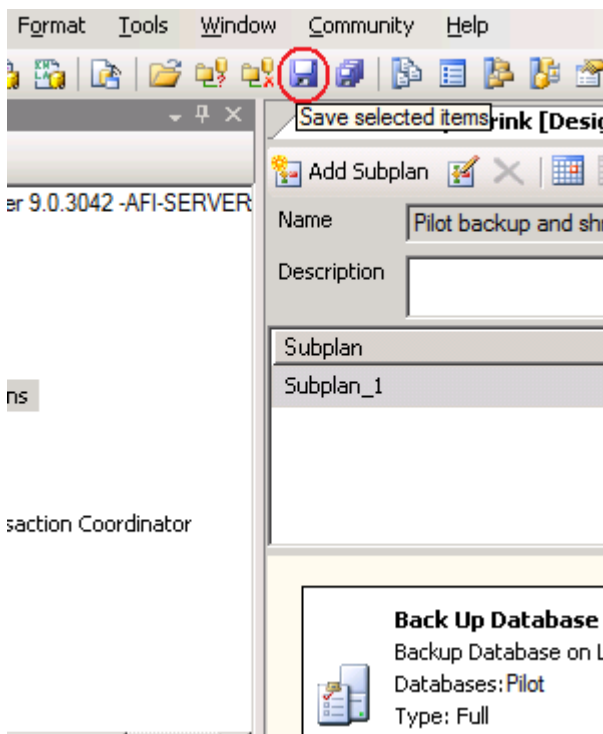 Format Tools Window Community Help
Save selected items rink [Desig
Add Subplan
er 9.0.3042 -AFI-SERVER
Name Pilot backup and shr
Description
Subplan
Subplan_1
ns
saction Coordinator
Back Up Database
Backup Database on L
Databases: Pilot
Type: Full